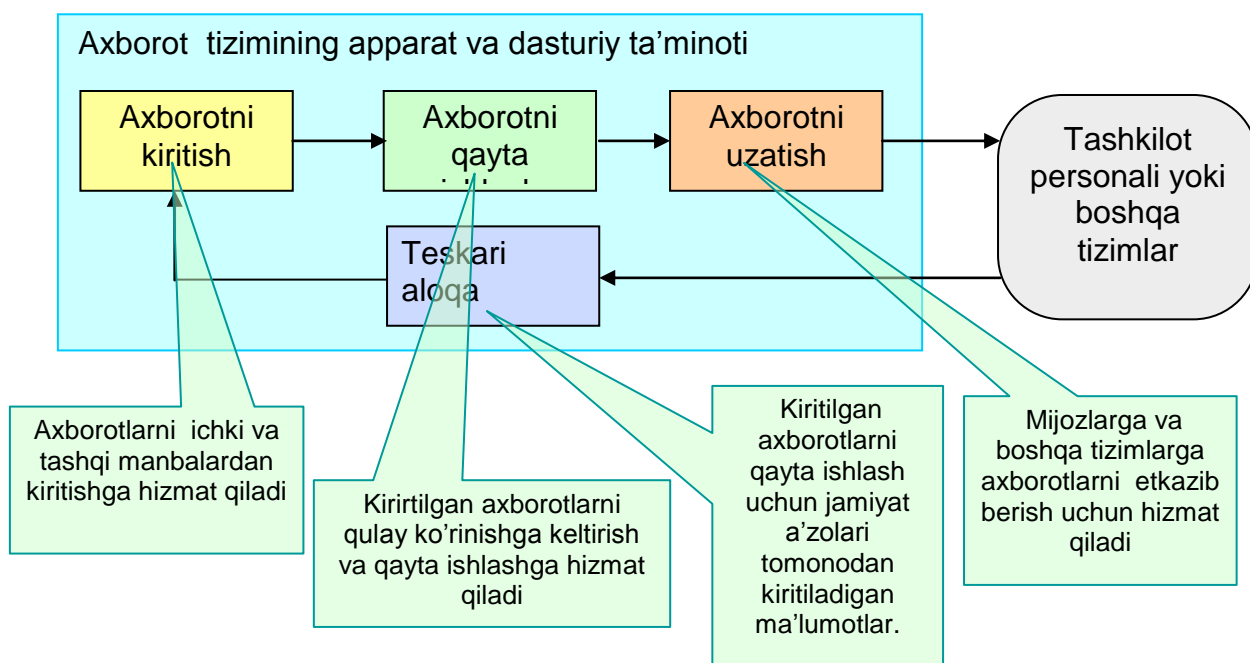 Axborot tizimining apparat va dasturiy ta’minoti
Axborotni
kiritish
Axborotni
qayta
Axborotni
uzatish
Tashkilot
personali yoki
boshqa
tizimlar
Teskari
aloqa
Axborotlarni ichki va
tashqi manbalardan
kiritishga hizmat qiladi
Kirirtilgan axborotlarni
qulay ko’rinishga keltirish
va qayta ishlashga hizmat
qiladi
Kiritilgan
axborotlarni
qayta ishlash
uchun jamiyat
a’zolari
tomonodan
kiritiladigan
ma’lumotlar.
Mijozlarga va
boshqa tizimlarga
axborotlarni etkazib
berish uchun hizmat
qiladi